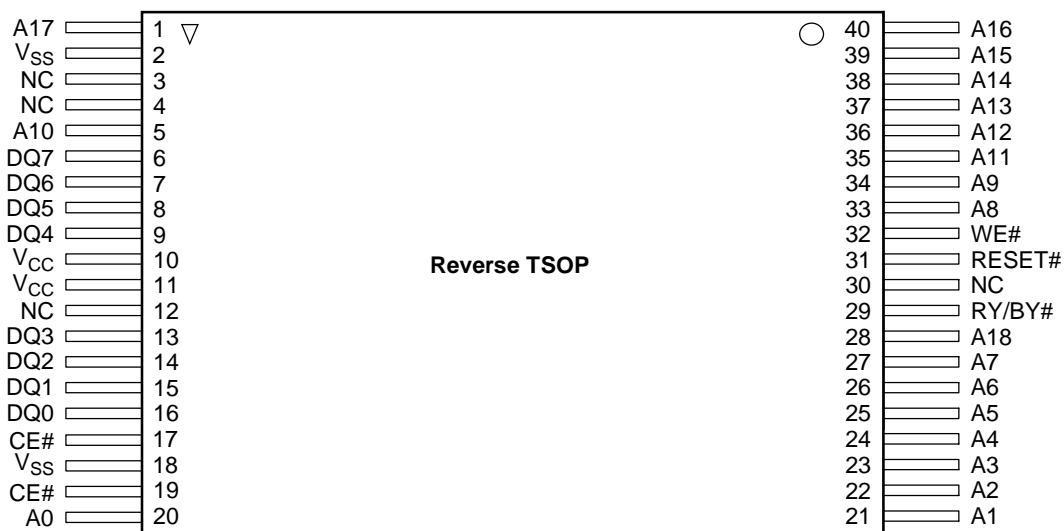 A17 1 40 A16
VSS 2 39 A15
NC 3 38 A14
NC 4 37 A13
A10 5 36 A12
DQ7 6 35 A11
DQ6 7 34 A9
DQ5 8 33 A8
DQ4 9 32 WE#
VCC 10 Reverse TSOP 31 RESET#
VCC 11 30 NC
NC 12 29 RY/BY#
DQ3 13 28 A18
DQ2 14 27 A7
DQ1 15 26 A6
DQ0 16 25 A5
CE# 17 24 A4
VSS 18 23 A3
CE# 19 22 A2
A0 20 21 A1